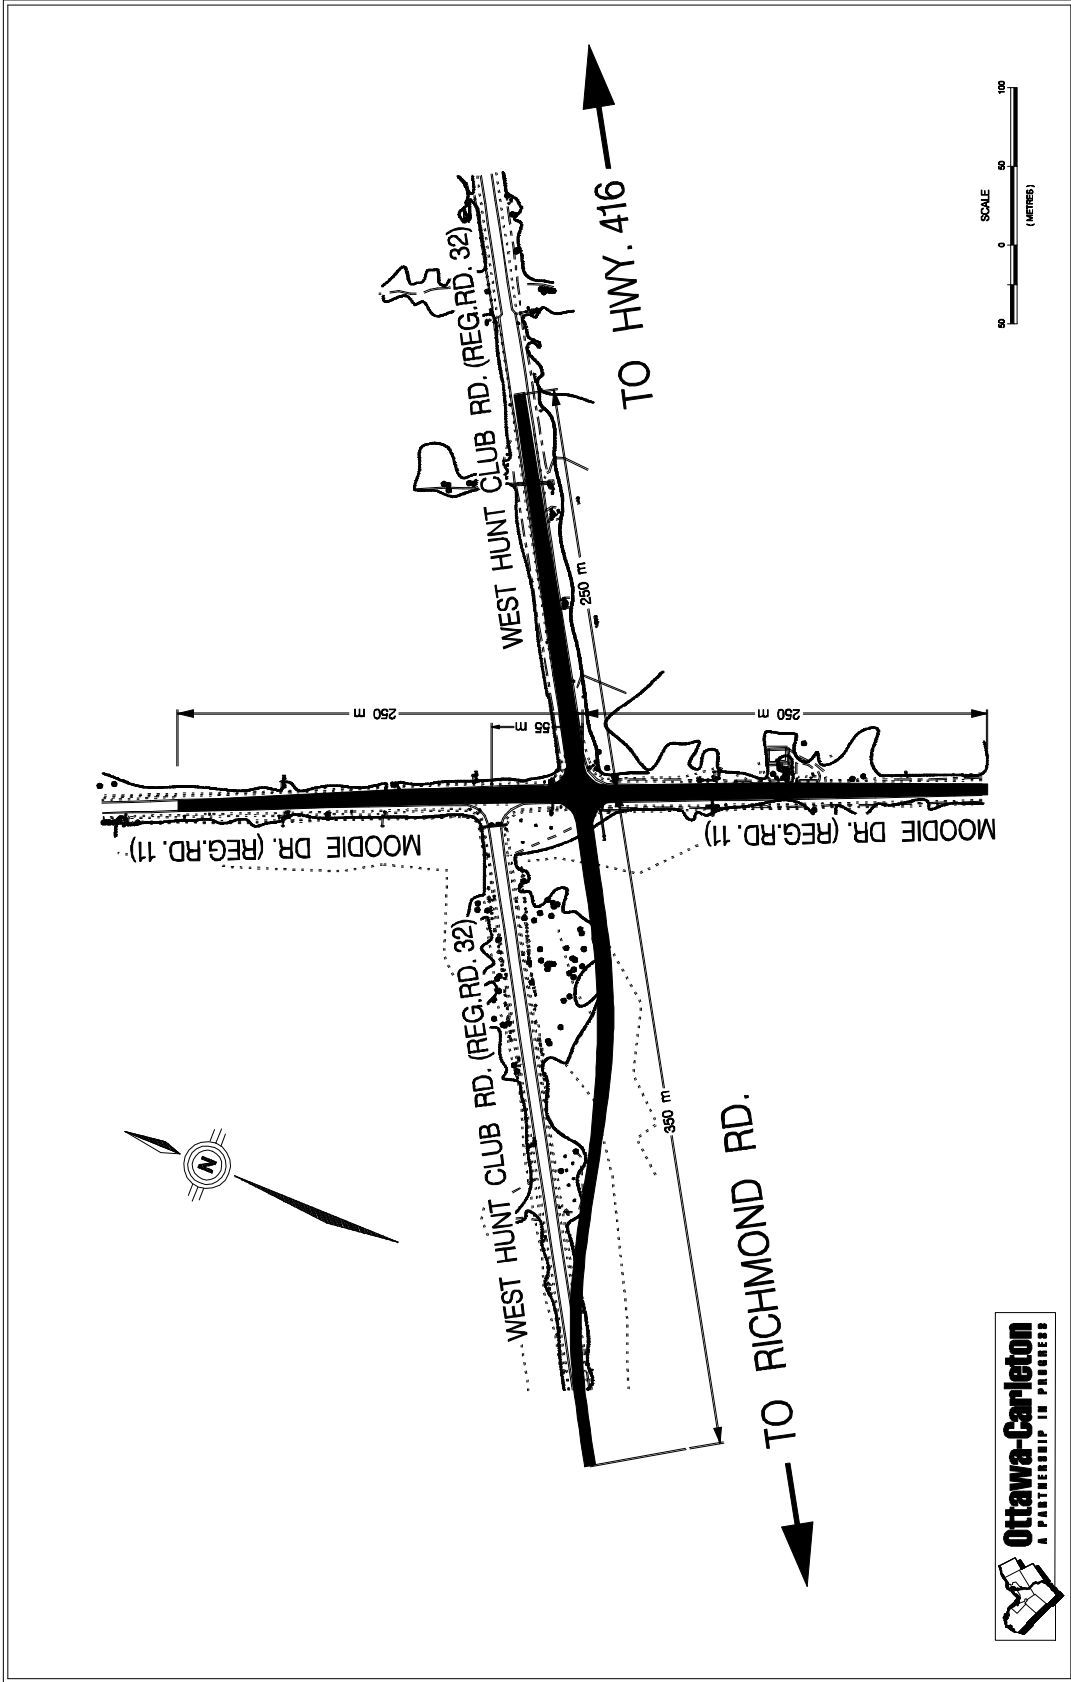 WEST HUNT CLUB RD. (REG.RD. 32)
TO HWY. 416
SCALE
50 0 50 100
(METRES)
250 m
250 m
55 m
250 m
MOODIE DR. (REG.RD. 11)
MOODIE DR. (REG.RD. 11)
WEST HUNT CLUB RD. (REG.RD. 32)
350 m
N
TO RICHMOND RD.
Ottawa-Carleton
A PARTNERSHIP IN PROGRESS